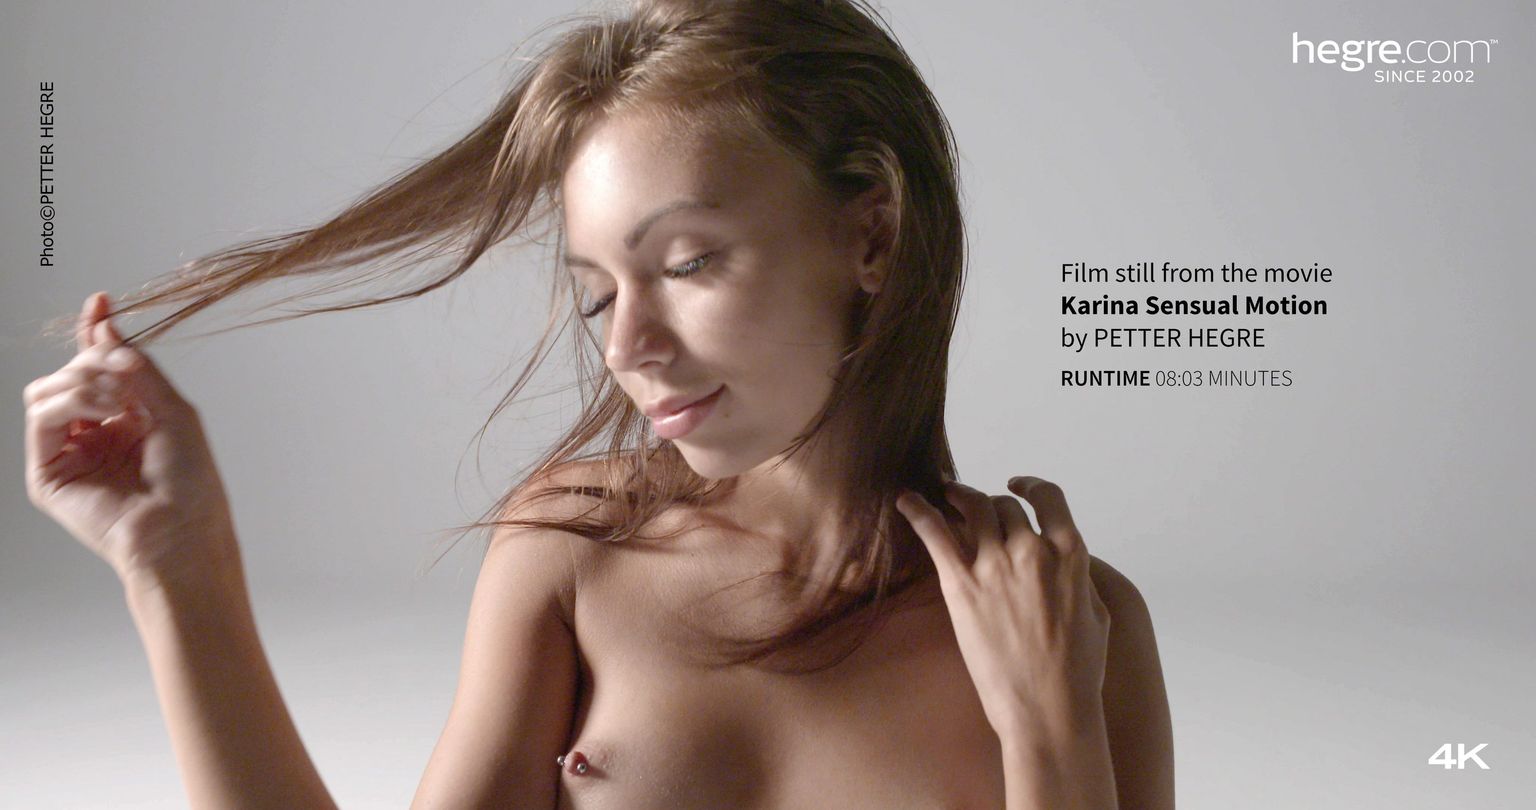 Photo©PETTER HEGRE
hegre.com™
SINCE 2002
Film still from the movie
Karina Sensual Motion
by PETTER HEGRE
RUNTIME 08:03 MINUTES
4K